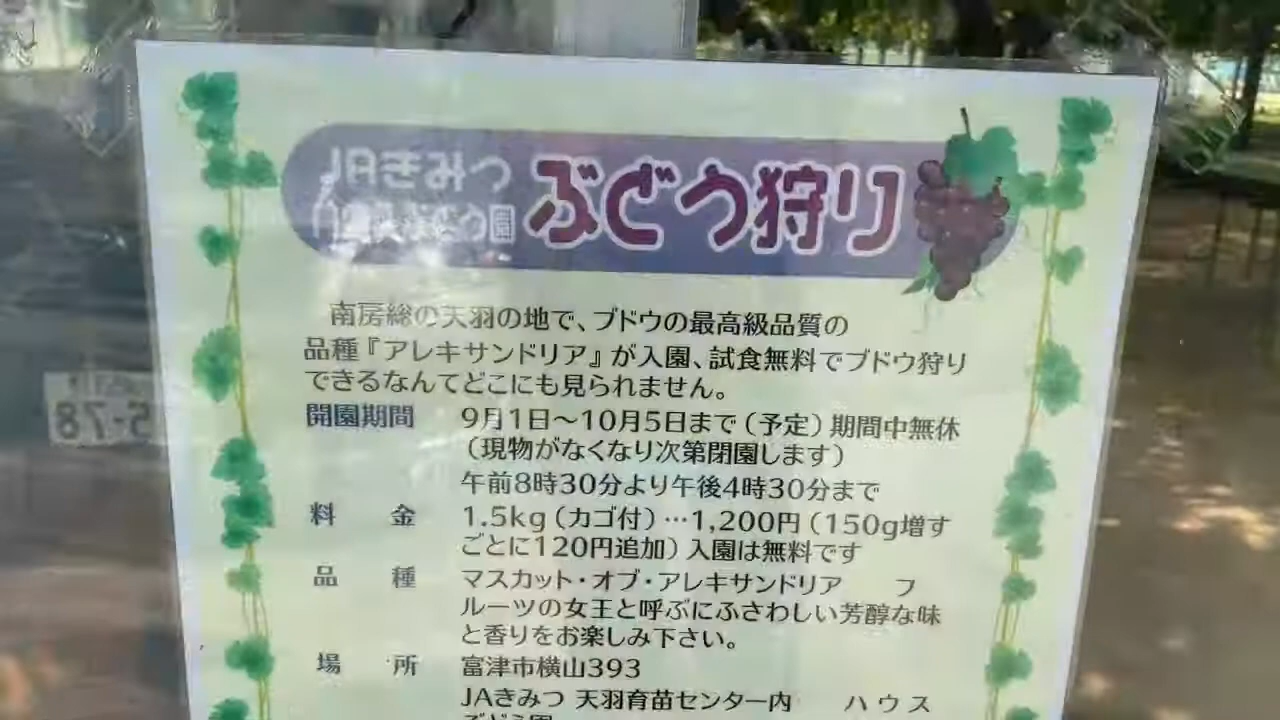 JAきみつ
ぶどう狩り
南房総の天羽の地で、ブドウの最高級品質の
品種『アレキサンドリア』が入園、試食無料でブドウ狩り
できるなんてどこにも見られません。
開園期間 9月1日～10月5日まで（予定）期間中無休
（現物がなくなり次第閉園します）
午前8時30分より午後4時30分まで
料 金 1.5kg（カゴ付）…1,200円（150g増す
ごとに120円追加）入園は無料です
品 種 マスカット・オブ・アレキサンドリア フ
ルーツの女王と呼ぶにふさわしい芳醇な味
と香りをお楽しみ下さい。
場 所 富津市横山393
JAきみつ 天羽育苗センター内 ハウス